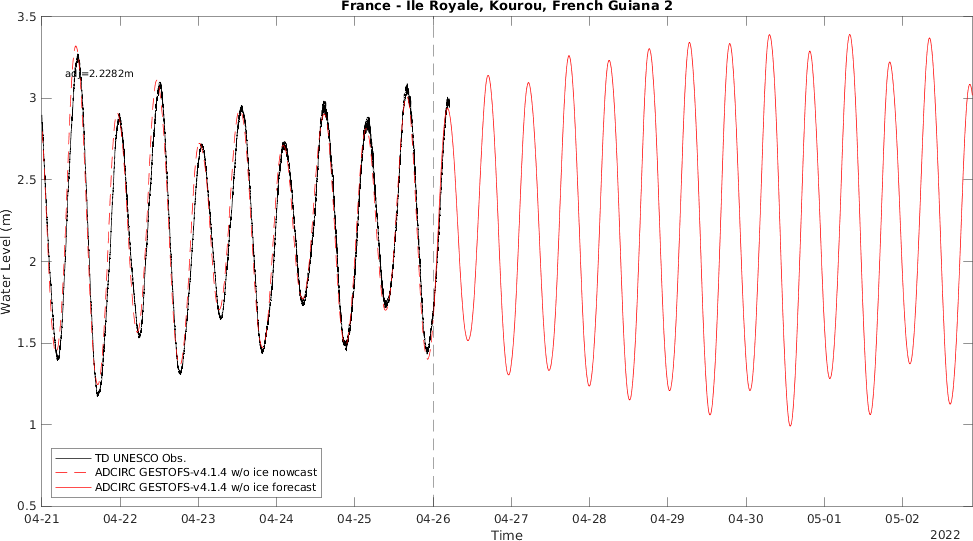 France - Ile Royale, Kourou, French Guiana 2
3.5
3
2.5
2
1.5
1
0.5
Water Level (m)
=2.2282m
TD UNESCO Obs.
ADCIRC GESTOFS-v4.1.4 w/o ice nowcast
ADCIRC GESTOFS-v4.1.4 w/o ice forecast
04-21 04-22 04-23 04-24 04-25 04-26 04-27 04-28 04-29 04-30 05-01 05-02
Time
2022